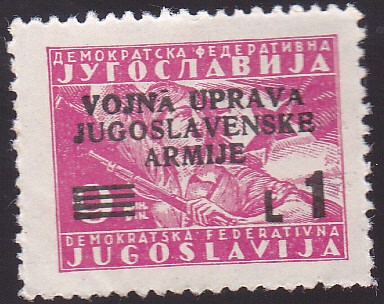 ДЕМОКРАТСКА ФЕДЕРАТИВНА
ЈУГОСЛАВИЈА
VOJNA UPRAVA
JUGOSLAVENSKE
ARMIJE
L 1
DEMOKRATSKA FEDERATIVNA
JUGOSLAVIJA